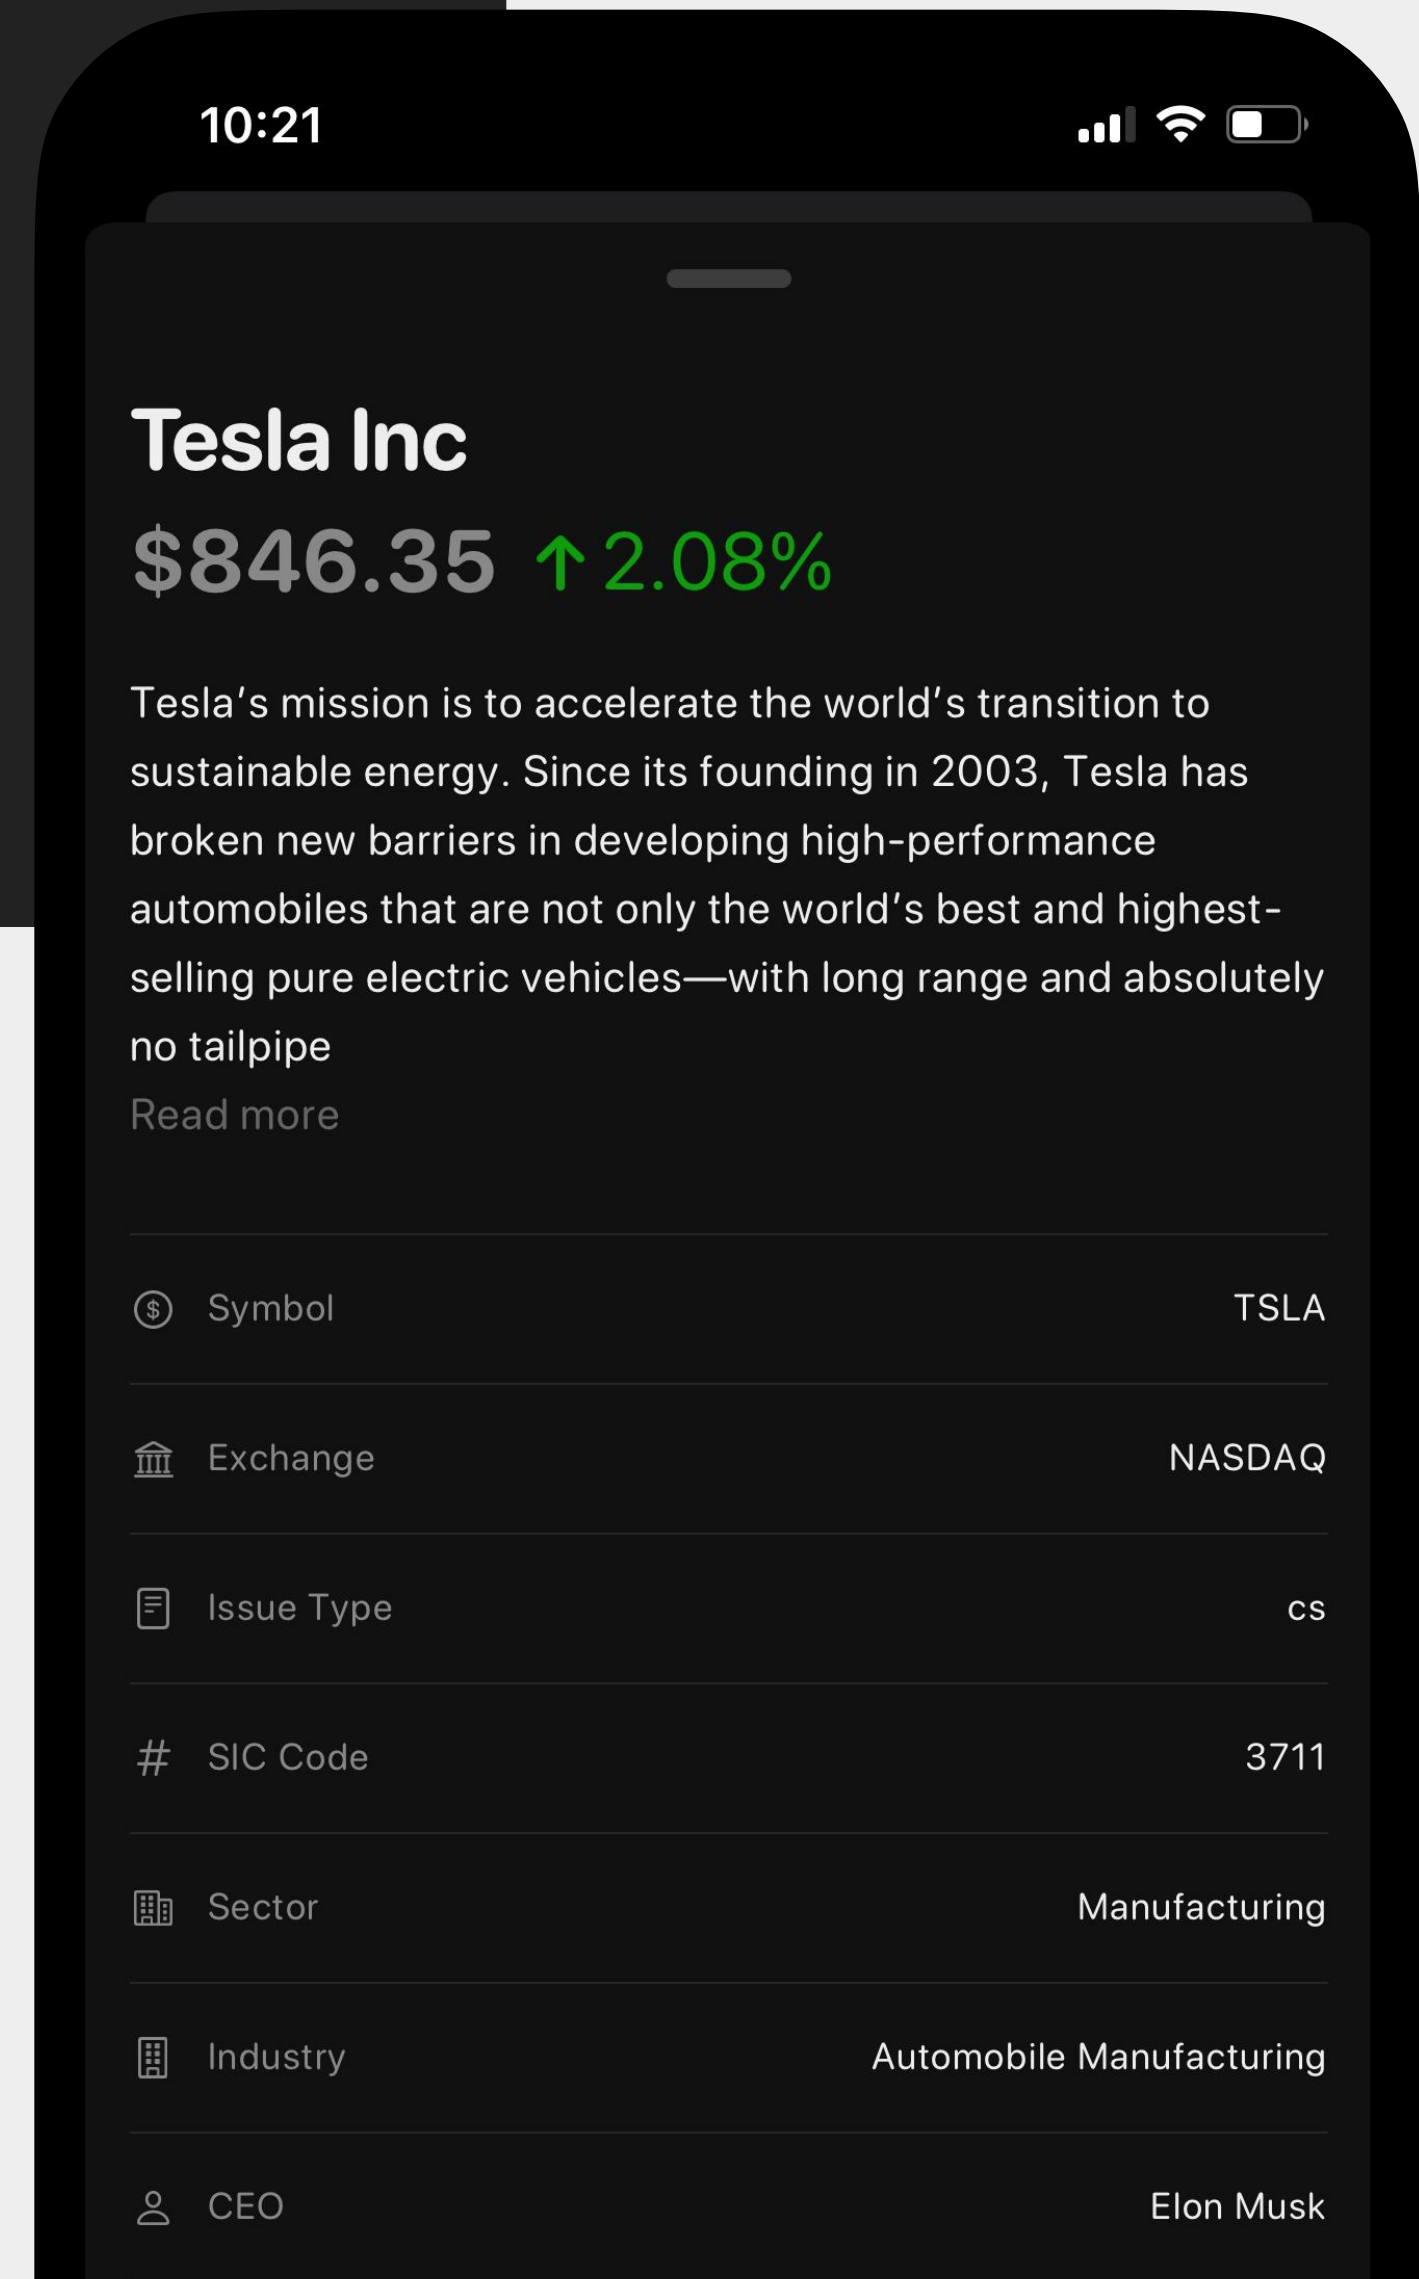 10:21
Tesla Inc
$846.35 ↑2.08%
Tesla’s mission is to accelerate the world’s transition to
sustainable energy. Since its founding in 2003, Tesla has
broken new barriers in developing high-performance
automobiles that are not only the world’s best and highest-
selling pure electric vehicles—with long range and absolutely
no tailpipe
Read more
Symbol TSLA
Exchange NASDAQ
Issue Type cs
# SIC Code 3711
Sector Manufacturing
Industry Automobile Manufacturing
CEO Elon Musk